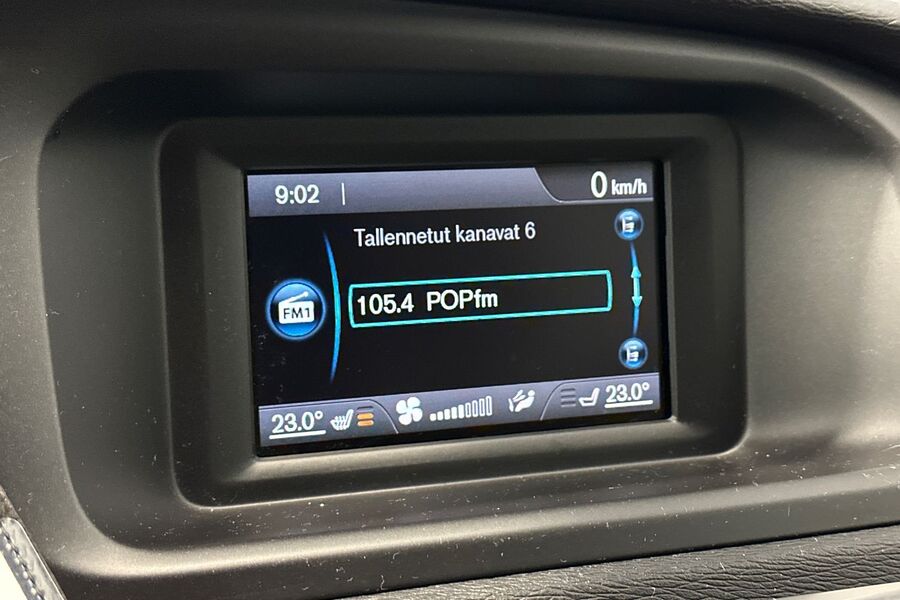 9:02
0 km/h
Tallennetut kanavat 6
FM1
105.4 POPfm
23.0°
23.0°